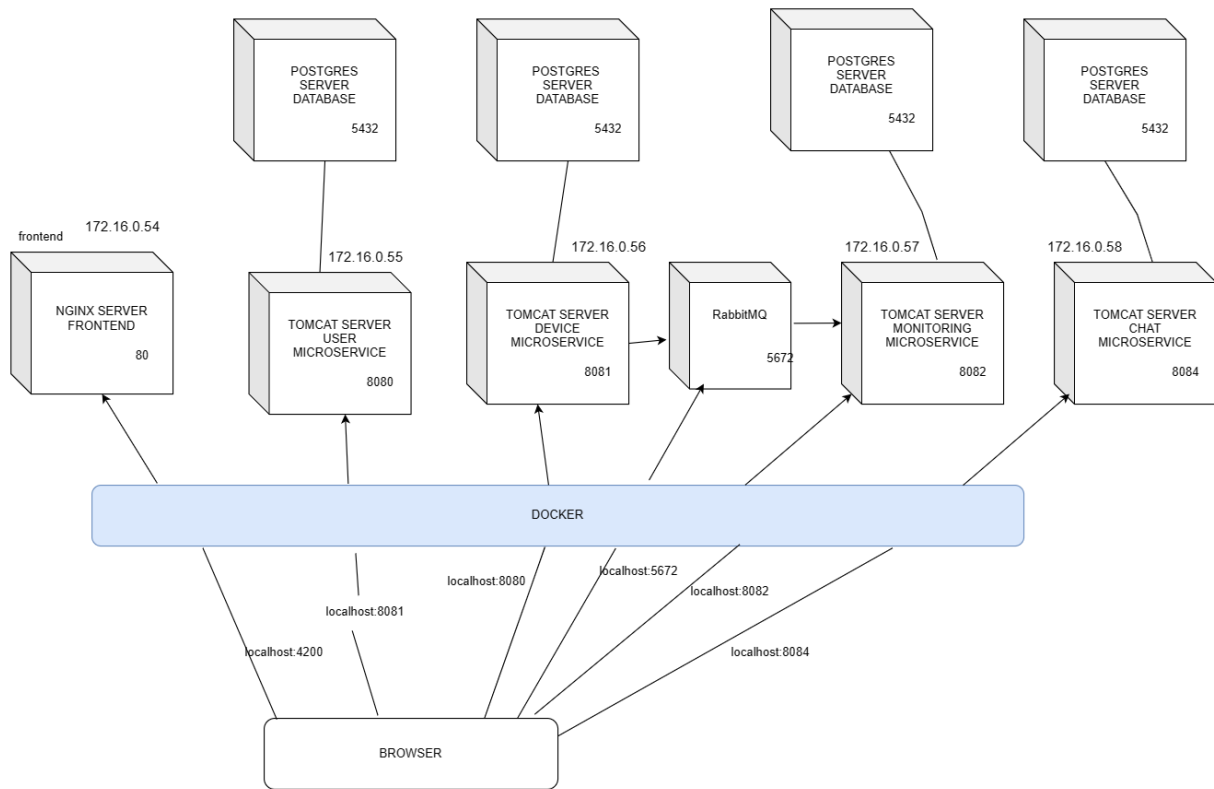 POSTGRES
SERVER
DATABASE
5432
POSTGRES
SERVER
DATABASE
5432
POSTGRES
SERVER
DATABASE
5432
POSTGRES
SERVER
DATABASE
5432
frontend
172.16.0.54
172.16.0.55
172.16.0.56
172.16.0.57
172.16.0.58
NGINX SERVER
FRONTEND
80
TOMCAT SERVER
USER
MICROSERVICE
8080
TOMCAT SERVER
DEVICE
MICROSERVICE
8081
RabbitMQ
5672
TOMCAT SERVER
MONITORING
MICROSERVICE
8082
TOMCAT SERVER
CHAT
MICROSERVICE
8084
DOCKER
localhost:4200
localhost:8081
localhost:8080
localhost:5672
localhost:8082
localhost:8084
BROWSER